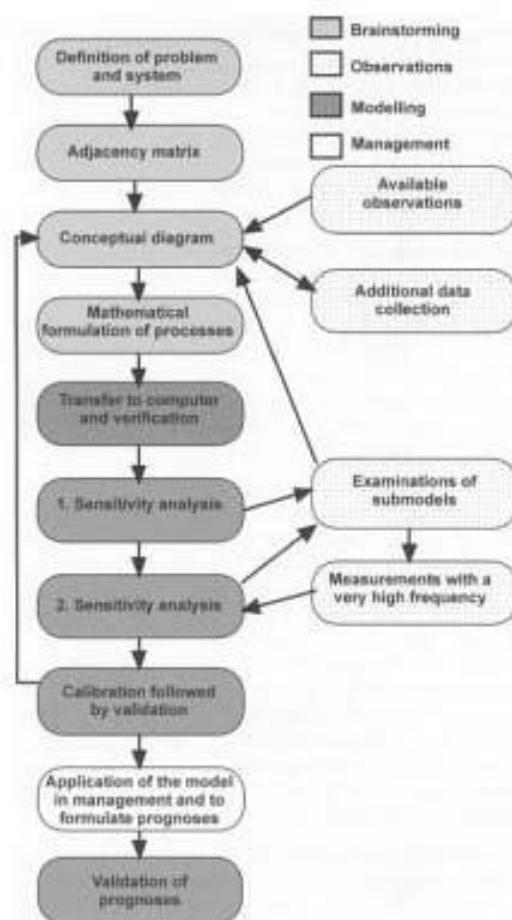 Brainstorming
Observations
Modelling
Management
Definition of problem
and system
Adjacency matrix
Available
observations
Conceptual diagram
Additional data
collection
Mathematical
formulation of processes
Transfer to computer
and verification
1. Sensitivity analysis
Examinations of
submodels
2. Sensitivity analysis
Measurements with a
very high frequency
Calibration followed
by validation
Application of the model
in management and to
formulate prognoses
Validation of
prognoses